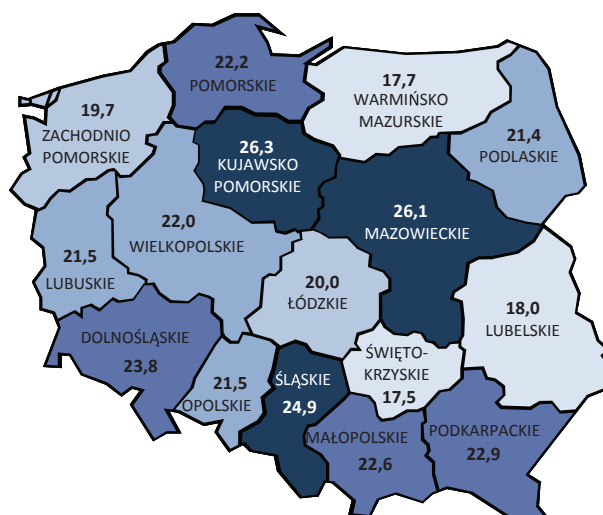 22,2
POMORSKIE
17,7
WARMIŃSKO
MAZURSKIE
19,7
ZACHODNIO
POMORSKIE
26,3
KUJAWSKO
POMORSKIE
21,4
PODLASKIE
22,0
WIELKOPOLSKIE
26,1
MAZOWIECKIE
21,5
LUBUSKIE
20,0
ŁÓDZKIE
18,0
LUBELSKIE
DOLNOŚLĄSKIE
23,8
21,5
OPOLSKIE
ŚLĄSKIE
24,9
ŚWIĘTO-
KRZYSKIE
17,5
MAŁOPOLSKIE
22,6
PODKARPACKIE
22,9